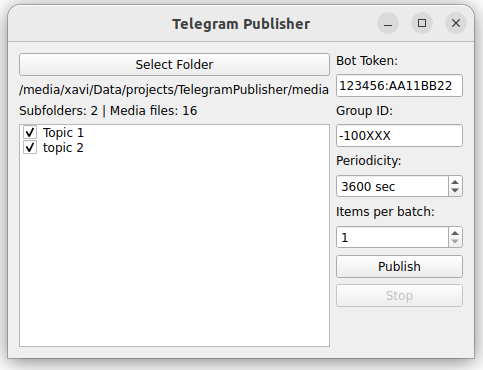 Telegram Publisher
Select Folder
/media/xavi/Data/projects/TelegramPublisher/media
Subfolders: 2 | Media files: 16
Topic 1
topic 2
Bot Token:
123456:AA11BB22
Group ID:
-100XXX
Periodicity:
3600 sec
Items per batch:
1
Publish
Stop